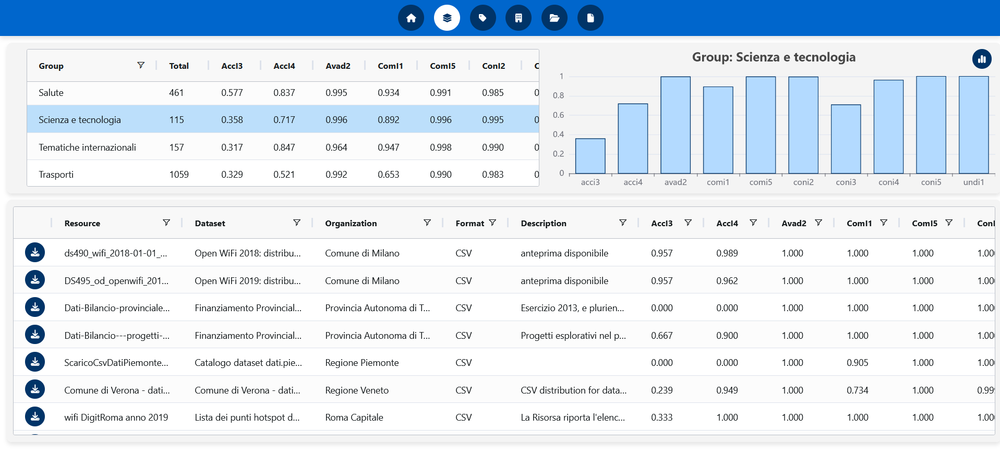 Group Total AccI3 AccI4 Avad2 ComI1 ComI5 ConI2 C
Salute 461 0.577 0.837 0.995 0.934 0.991 0.985 0
Scienza e tecnologia 115 0.358 0.717 0.996 0.892 0.996 0.995 0
Tematiche internazionali 157 0.317 0.847 0.964 0.947 0.998 0.990 0
Trasporti 1059 0.329 0.521 0.992 0.653 0.990 0.983 0
Group: Scienza e tecnologia
1
0.8
0.6
0.4
0.2
0
acci3 acci4 avad2 comi1 comi5 coni2 coni3 coni4 coni5 undi1
Resource Dataset Organization Format Description AccI3 AccI4 Avad2 ComI1 ComI5 ConI
ds490_wifi_2018-01-01_... Open WiFi 2018: distribu... Comune di Milano CSV anteprima disponibile 0.957 0.989 1.000 1.000 1.000 1.00
DS495_od_openwifi_201... Open WiFi 2019: distribu... Comune di Milano CSV anteprima disponibile 0.957 0.962 1.000 1.000 1.000 1.00
Dati-Bilancio-provinciale... Finanziamento Provincial... Provincia Autonoma di T... CSV Esercizio 2013, e plurien... 0.000 0.000 1.000 1.000 1.000 1.00
Dati-Bilancio---progetti-... Finanziamento Provincial... Provincia Autonoma di T... CSV Progetti esplorativi nel p... 0.667 0.900 1.000 1.000 1.000 1.00
ScaricoCsvDatiPiemonte... Catalogo dataset dati.pie... Regione Piemonte CSV 0.000 0.000 1.000 0.905 1.000 1.00
Comune di Verona - dati... Comune di Verona - dati... Regione Veneto CSV CSV distribution for data... 0.239 0.949 1.000 0.734 1.000 0.99
wifi DigitRoma anno 2019 Lista dei punti hotspot d... Roma Capitale CSV La Risorsa riporta l'elenc... 0.333 1.000 1.000 1.000 1.000 1.00